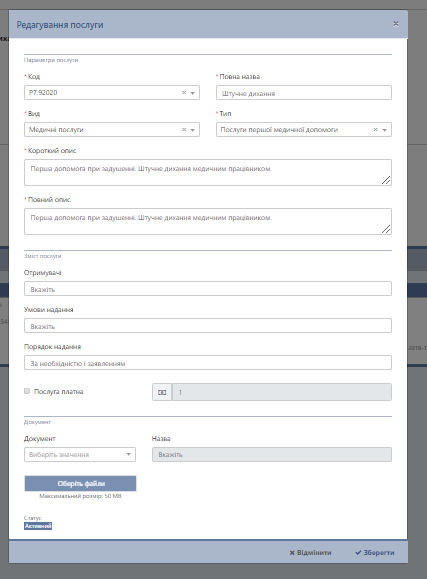 Редагування послуги ×
Параметри послуги
* Код * Повна назва
P7.92020 × Штучне дихання
* Вид * Тип
Медичні послуги × Послуги першої медичної допомоги ×
* Короткий опис
Перша допомога при задушенні. Штучне дихання медичним працівником.
* Повний опис
Перша допомога при задушенні. Штучне дихання медичним працівником.
Зміст послуги
Отримувачі
Вкажіть
Умови надання
Вкажіть
Порядок надання
За необхідністю і заявленням
Послуга платна 1
Документ
Документ Назва
Виберіть значення Вкажіть
Оберіть файли
Максимальний розмір: 50 MB
Статус
Активний
× Відмінити ✔ Зберегти